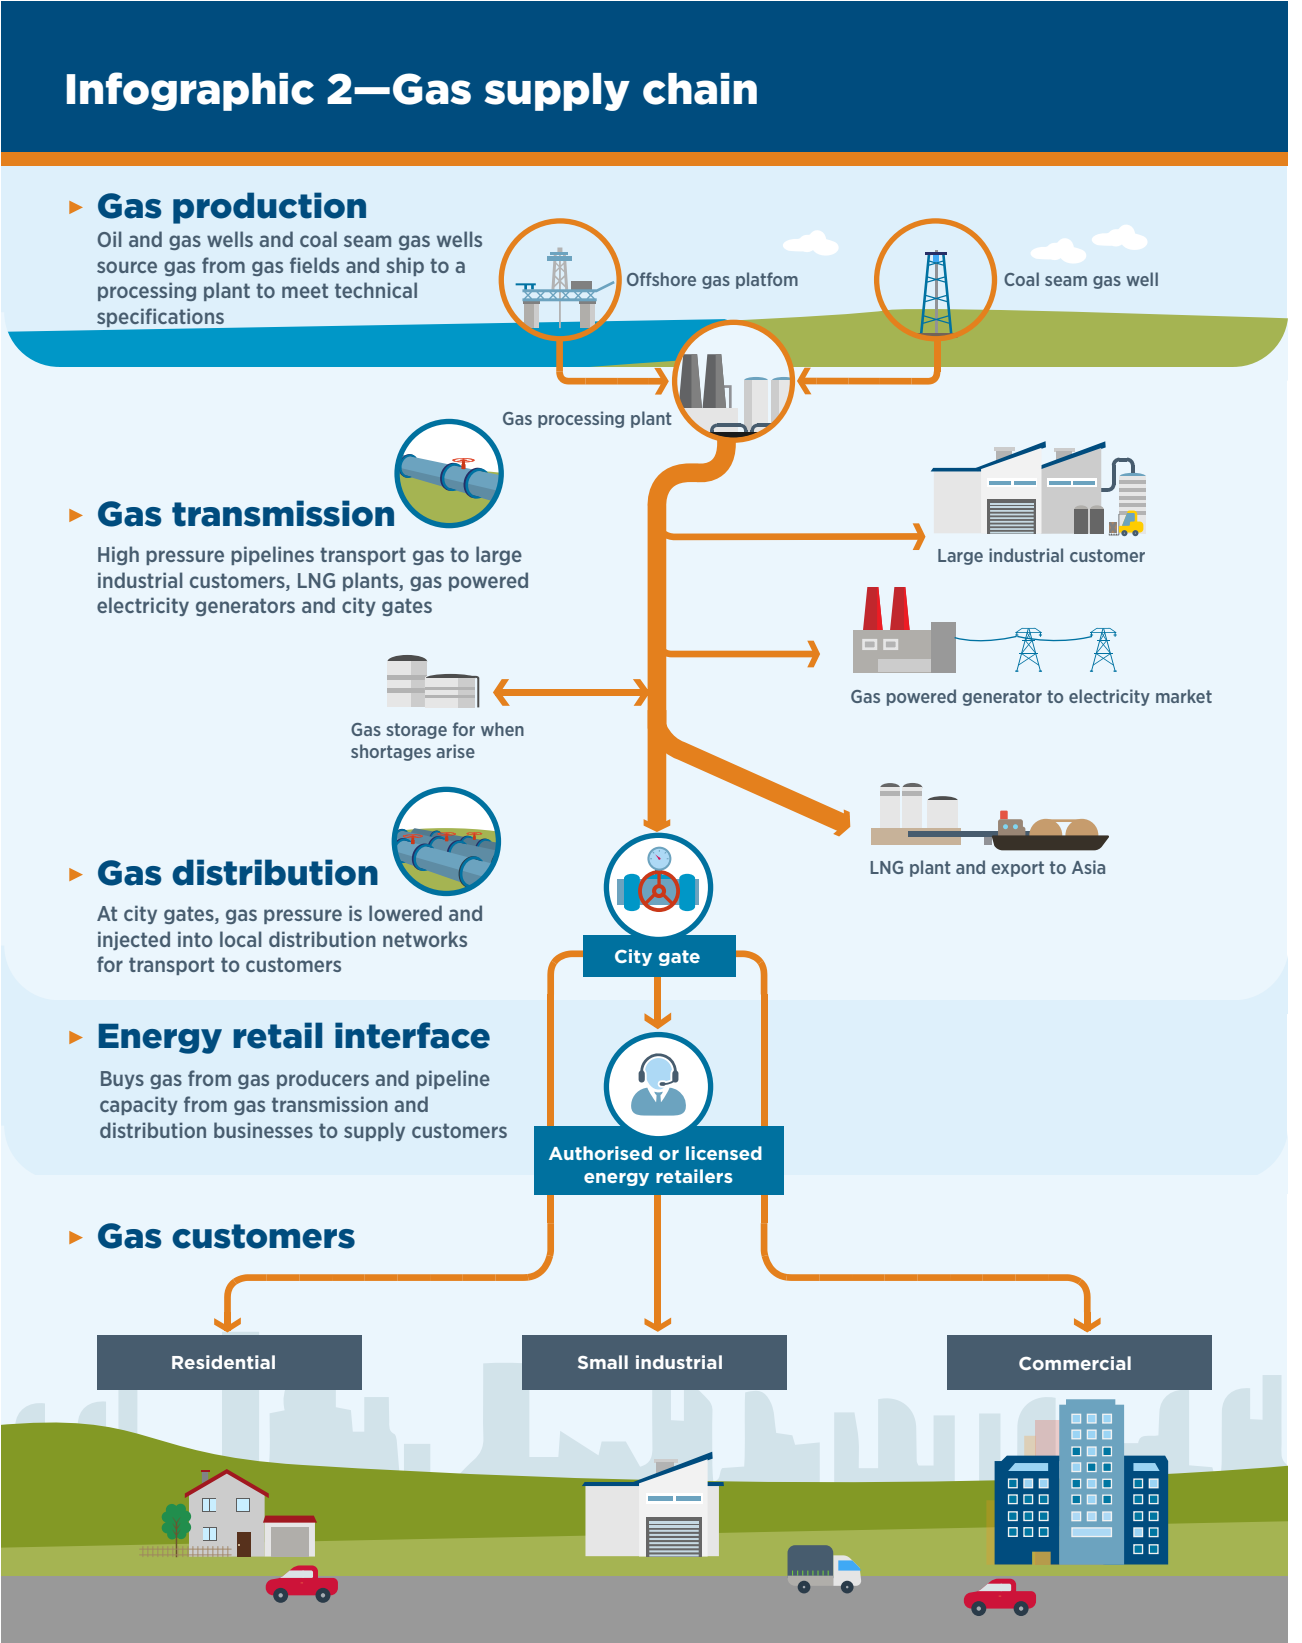 Infographic 2—Gas supply chain
Gas production
Oil and gas wells and coal seam gas wells
source gas from gas fields and ship to a
processing plant to meet technical
specifications
Offshore gas platfom
Coal seam gas well
Gas processing plant
Gas transmission
High pressure pipelines transport gas to large
industrial customers, LNG plants, gas powered
electricity generators and city gates
Large industrial customer
Gas powered generator to electricity market
Gas storage for when
shortages arise
LNG plant and export to Asia
Gas distribution
At city gates, gas pressure is lowered and
injected into local distribution networks
for transport to customers
City gate
Energy retail interface
Buys gas from gas producers and pipeline
capacity from gas transmission and
distribution businesses to supply customers
Authorised or licensed
energy retailers
Gas customers
Residential
Small industrial
Commercial